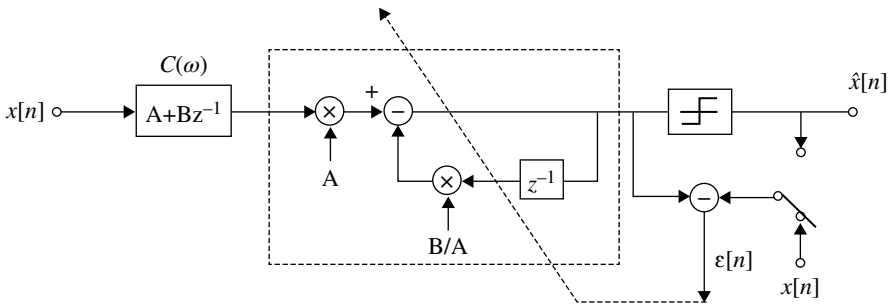 C(ω)
x̂[n]
x[n]
A+Bz⁻¹
+
×
−
A
×
z⁻¹
−
B/A
ε[n]
x[n]